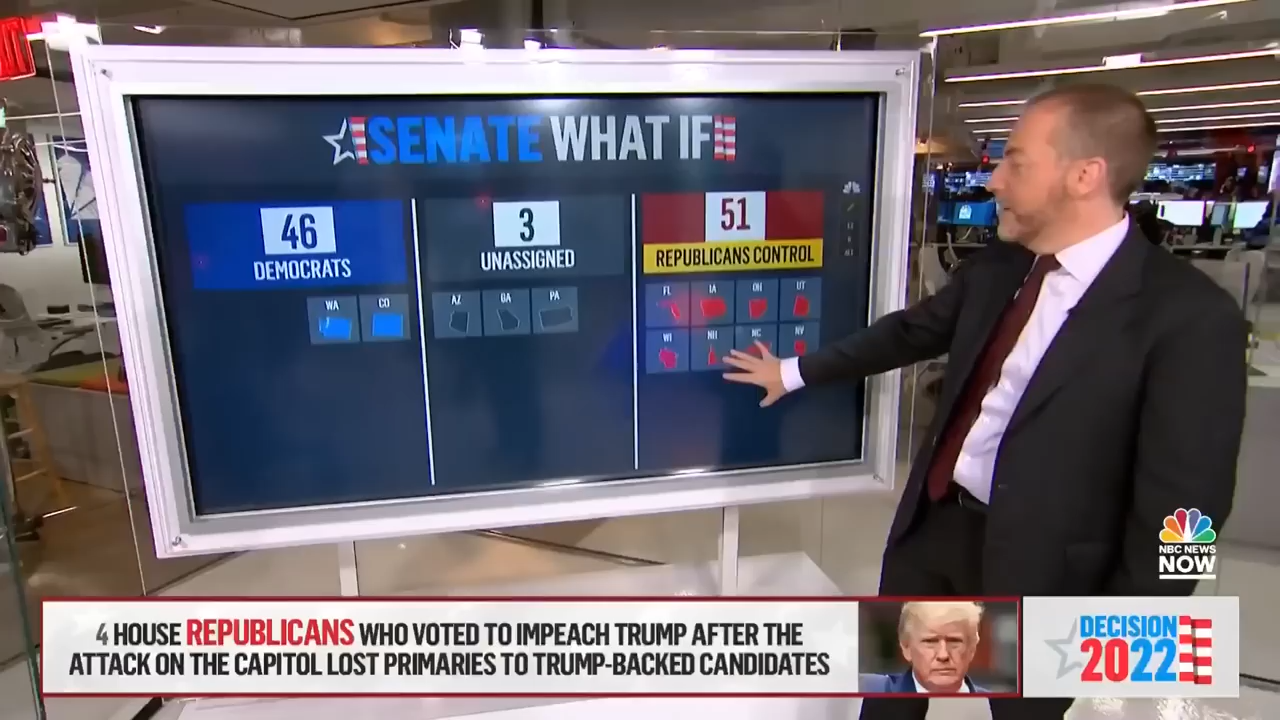 SENATE WHAT IF
46
DEMOCRATS
WA CO
3
UNASSIGNED
AZ GA PA
51
REPUBLICANS CONTROL
FL IA OH UT
WI NH NC NV
NBC NEWS
NOW
4 HOUSE REPUBLICANS WHO VOTED TO IMPEACH TRUMP AFTER THE
ATTACK ON THE CAPITOL LOST PRIMARIES TO TRUMP-BACKED CANDIDATES
DECISION
2022